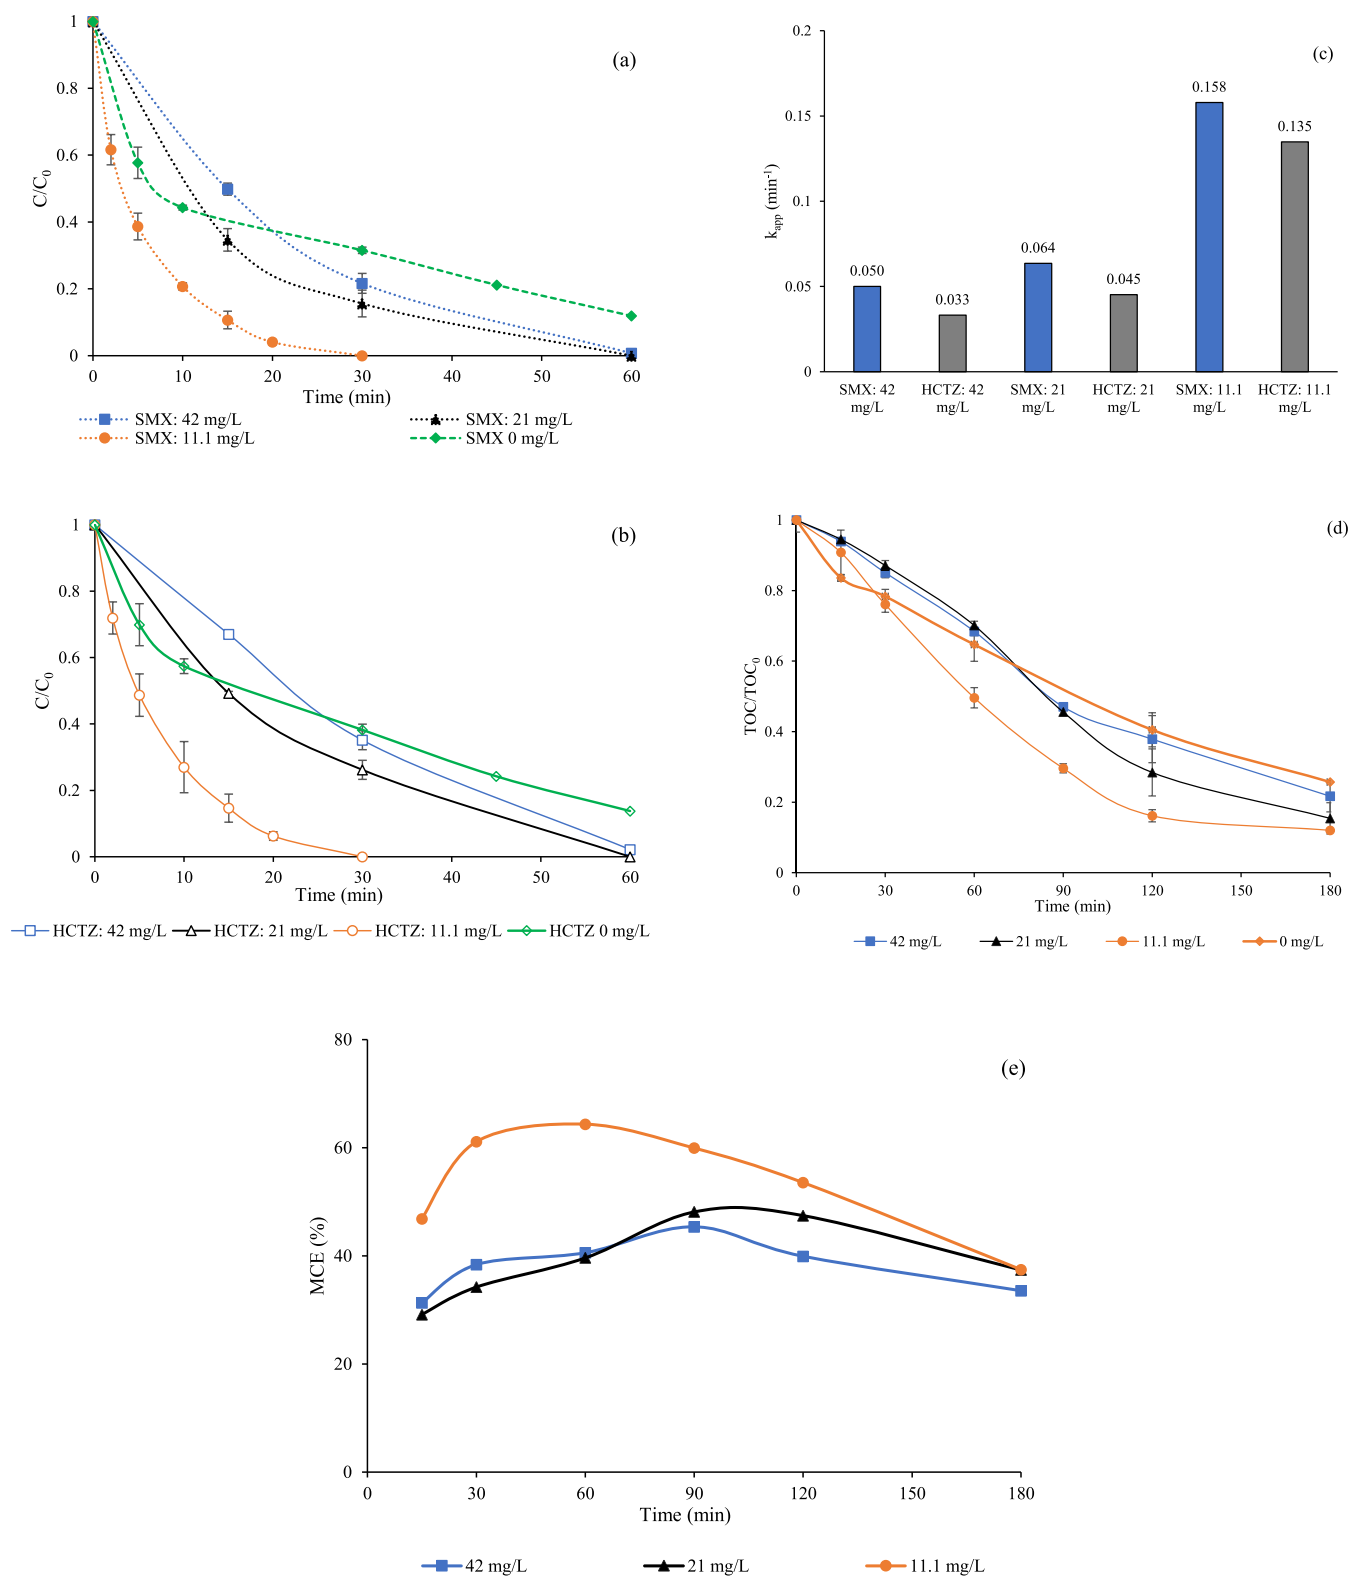 (a)
1
0.8
0.6
0.4
0.2
0
C/C0
0 10 20 30 40 50 60
Time (min)
SMX: 42 mg/L SMX: 21 mg/L
SMX: 11.1 mg/L SMX 0 mg/L
(c)
0.2
0.15
0.1
0.05
0
kapp (min-1)
0.050
0.033
0.064
0.045
0.158
0.135
SMX: 42 HCTZ: 42 SMX: 21 HCTZ: 21 SMX: 11.1 HCTZ: 11.1
mg/L mg/L mg/L mg/L mg/L mg/L
(b)
1
0.8
0.6
0.4
0.2
0
C/C0
0 10 20 30 40 50 60
Time (min)
HCTZ: 42 mg/L HCTZ: 21 mg/L HCTZ: 11.1 mg/L HCTZ 0 mg/L
(d)
1
0.8
0.6
0.4
0.2
0
TOC/TOC0
0 30 60 90 120 150 180
Time (min)
42 mg/L 21 mg/L 11.1 mg/L 0 mg/L
(e)
80
60
40
20
0
MCE (%)
0 30 60 90 120 150 180
Time (min)
42 mg/L 21 mg/L 11.1 mg/L